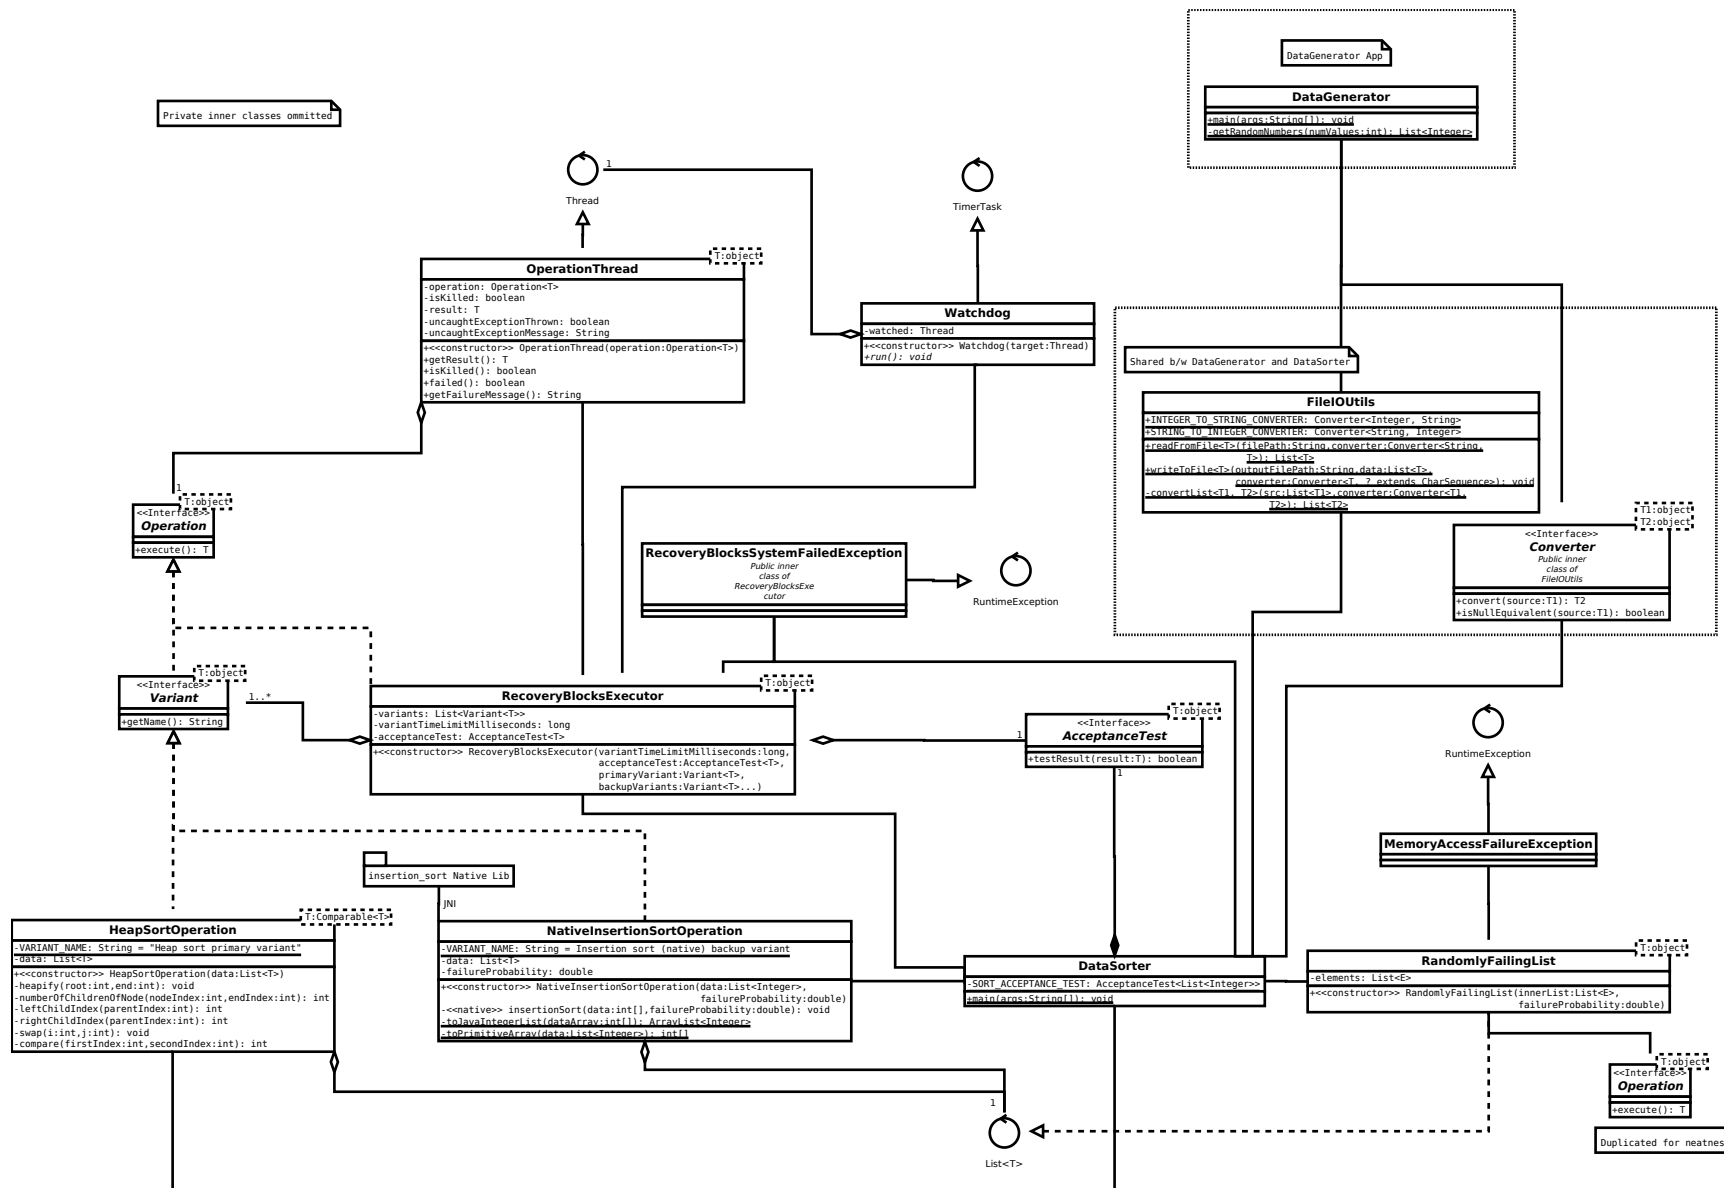 DataGenerator App
DataGenerator
+main(args:String[]): void
-getRandomNumbers(numValues:int): List<Integer>
Private inner classes ommitted
1
Thread
TimerTask
T:object
OperationThread
-operation: Operation<T>
-isKilled: boolean
-result: T
-uncaughtExceptionThrown: boolean
-uncaughtExceptionMessage: String
+<<constructor>> OperationThread(operation:Operation<T>)
+getResult(): T
+isKilled(): boolean
+failed(): boolean
+getFailureMessage(): String
Watchdog
-watched: Thread
+<<constructor>> Watchdog(target:Thread)
+run(): void
Shared b/w DataGenerator and DataSorter
FileIOUtils
+INTEGER_TO_STRING_CONVERTER: Converter<Integer, String>
+STRING_TO_INTEGER_CONVERTER: Converter<String, Integer>
+readFromFile<T>(filePath:String,converter:Converter<String,
T>): List<T>
+writeToFile<T>(outputFilePath:String,data:List<T>,
converter:Converter<T, ? extends CharSequence>): void
-convertList<T1, T2>(src:List<T1>,converter:Converter<T1,
T2>): List<T2>
1
T:object
<<Interface>>
Operation
+execute(): T
T1:object
T2:object
<<Interface>>
Converter
Public inner
class of
FileIOUtils
+convert(source:T1): T2
+isNullEquivalent(source:T1): boolean
RecoveryBlocksSystemFailedException
Public inner
class of
RecoveryBlocksExe
cutor
RuntimeException
T:object
<<Interface>>
Variant
+getName(): String
1..*
T:object
RecoveryBlocksExecutor
-variants: List<Variant<T>>
-variantTimeLimitMilliseconds: long
-acceptanceTest: AcceptanceTest<T>
+<<constructor>> RecoveryBlocksExecutor(variantTimeLimitMilliseconds:long,
acceptanceTest:AcceptanceTest<T>,
primaryVariant:Variant<T>,
backupVariants:Variant<T>...)
T:object
<<Interface>>
AcceptanceTest
+testResult(result:T): boolean
1
1
RuntimeException
MemoryAccessFailureException
insertion_sort Native Lib
JNI
T:Comparable<T>
HeapSortOperation
-VARIANT_NAME: String = "Heap sort primary variant"
-data: List<T>
+<<constructor>> HeapSortOperation(data:List<T>)
-heapify(root:int,end:int): void
-numberOfChildrenOfNode(nodeIndex:int,endIndex:int): int
-leftChildIndex(parentIndex:int): int
-rightChildIndex(parentIndex:int): int
-swap(i:int,j:int): void
-compare(firstIndex:int,secondIndex:int): int
NativeInsertionSortOperation
-VARIANT_NAME: String = Insertion sort (native) backup variant
-data: List<T>
-failureProbability: double
+<<constructor>> NativeInsertionSortOperation(data:List<Integer>,
failureProbability:double)
-<<native>> insertionSort(data:int[],failureProbability:double): void
-toJavaIntegerList(dataArray:int[]): ArrayList<Integer>
-toPrimitiveArray(data:List<Integer>): int[]
DataSorter
-SORT_ACCEPTANCE_TEST: AcceptanceTest<List<Integer>>
+main(args:String[]): void
T:object
RandomlyFailingList
-elements: List<E>
+<<constructor>> RandomlyFailingList(innerList:List<E>,
failureProbability:double)
1
List<T>
T:object
<<Interface>>
Operation
+execute(): T
Duplicated for neatnes